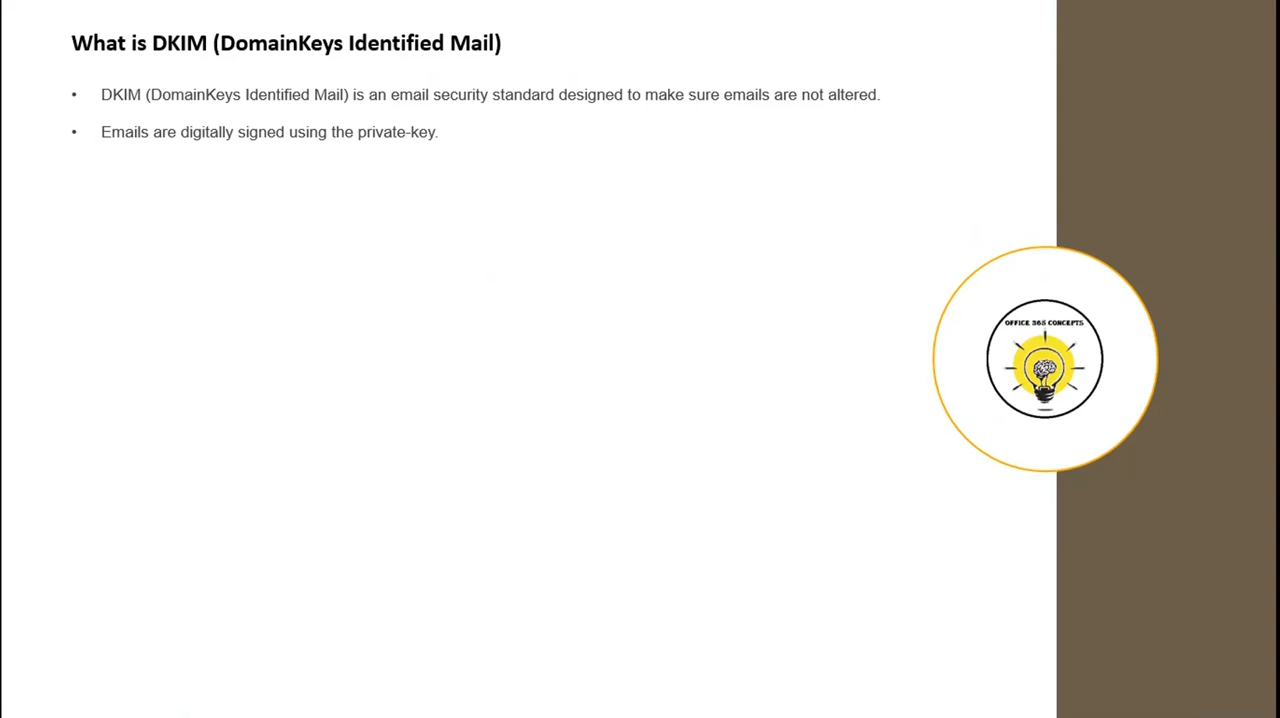 What is DKIM (DomainKeys Identified Mail)
• DKIM (DomainKeys Identified Mail) is an email security standard designed to make sure emails are not altered.
• Emails are digitally signed using the private-key.
OFFICE 365 CONCEPTS